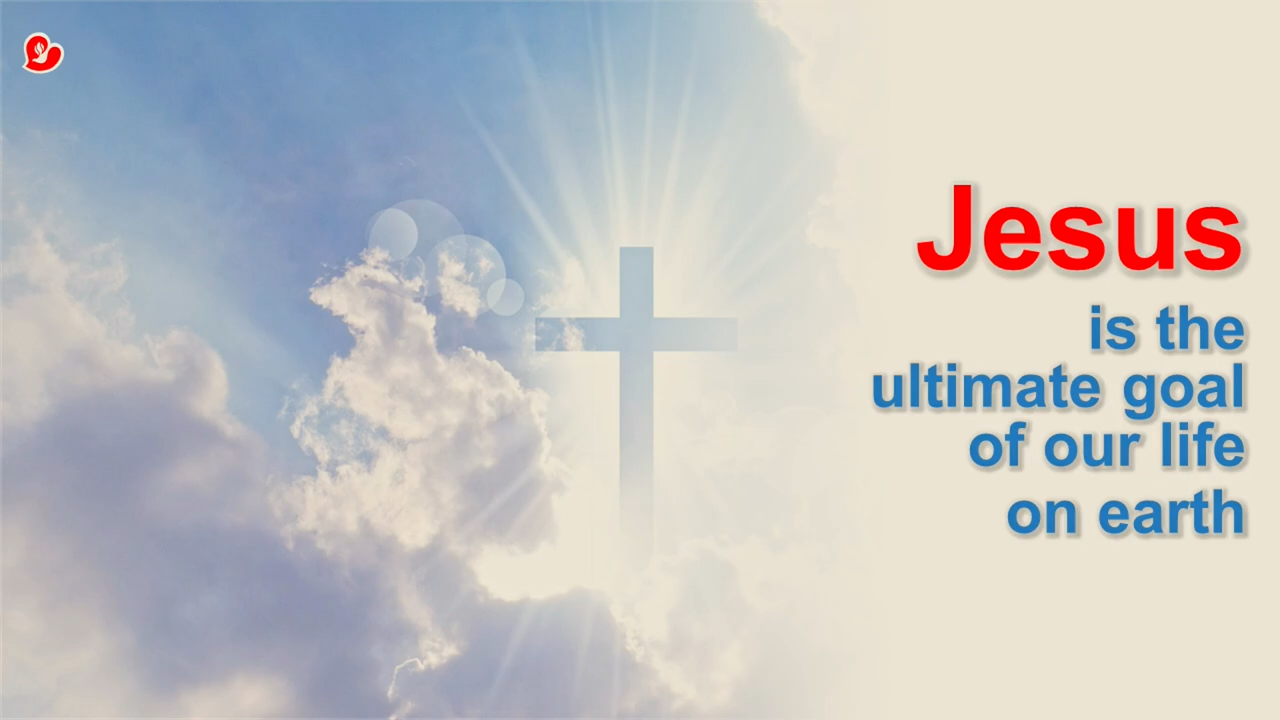 Jesus
is the
ultimate goal
of our life
on earth